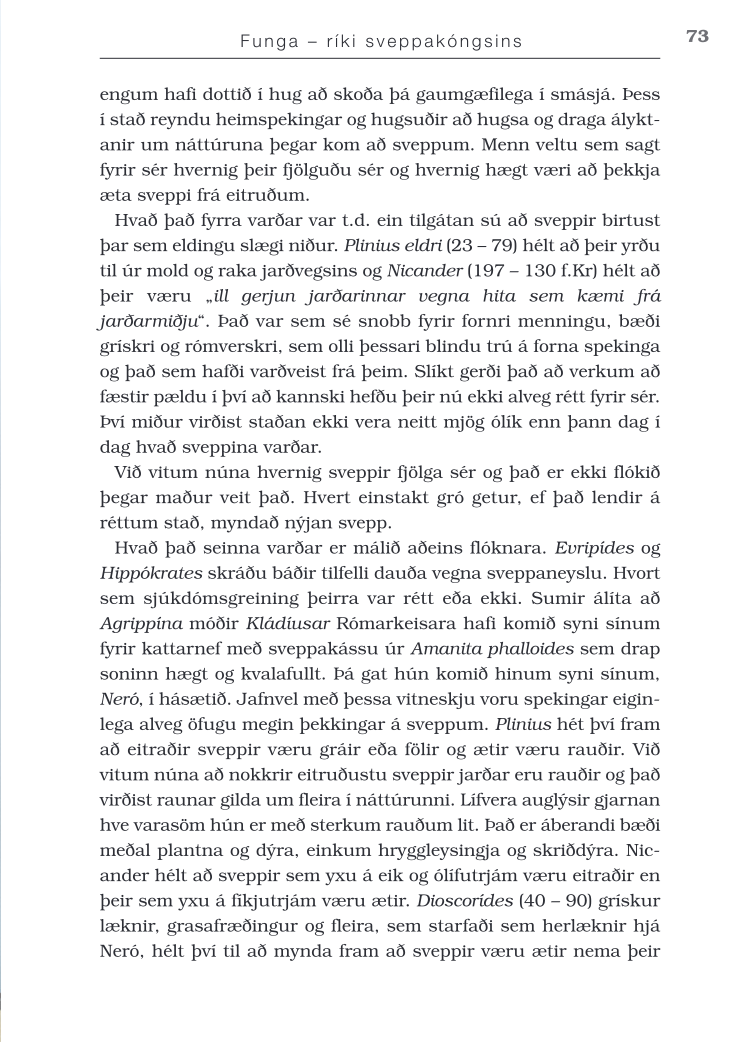 Funga – ríki sveppakóngsins
73
engum hafi dottið í hug að skoða þá gaumgæfilega í smásjá. Þess
í stað reyndu heimspekingar og hugsuðir að hugsa og draga álykt-
anir um náttúruna þegar kom að sveppum. Menn veltu sem sagt
fyrir sér hvernig þeir fjölguðu sér og hvernig hægt væri að þekkja
æta sveppi frá eitruðum.
Hvað það fyrra varðar var t.d. ein tilgátan sú að sveppir birtust
þar sem eldingu slægi niður. Plinius eldri (23 – 79) hélt að þeir yrðu
til úr mold og raka jarðvegsins og Nicander (197 – 130 f.Kr) hélt að
þeir væru „ill gerjun jarðarinnar vegna hita sem kæmi frá
jarðarmiðju“. Það var sem sé snobb fyrir fornri menningu, bæði
grískri og rómverskri, sem olli þessari blindu trú á forna spekinga
og það sem hafði varðveist frá þeim. Slíkt gerði það að verkum að
fæstir pældu í því að kannski hefðu þeir nú ekki alveg rétt fyrir sér.
Því miður virðist staðan ekki vera neitt mjög ólík enn þann dag í
dag hvað sveppina varðar.
Við vitum núna hvernig sveppir fjölga sér og það er ekki flókið
þegar maður veit það. Hvert einstakt gró getur, ef það lendir á
réttum stað, myndað nýjan svepp.
Hvað það seinna varðar er málið aðeins flóknara. Evripídes og
Hippókrates skráðu báðir tilfelli dauða vegna sveppaneyslu. Hvort
sem sjúkdómsgreining þeirra var rétt eða ekki. Sumir álíta að
Agrippína móðir Kládíusar Rómarkeisara hafi komið syni sínum
fyrir kattarnef með sveppakássu úr Amanita phalloides sem drap
soninn hægt og kvalafullt. Þá gat hún komið hinum syni sínum,
Neró, í hásætið. Jafnvel með þessa vitneskju voru spekingar eigin-
lega alveg öfugu megin þekkingar á sveppum. Plinius hét því fram
að eitraðir sveppir væru gráir eða fölir og ætir væru rauðir. Við
vitum núna að nokkrir eitruðustu sveppir jarðar eru rauðir og það
virðist raunar gilda um fleira í náttúrunni. Lífvera auglýsir gjarnan
hve varasöm hún er með sterkum rauðum lit. Það er áberandi bæði
meðal plantna og dýra, einkum hryggleysingja og skriðdýra. Nic-
ander hélt að sveppir sem yxu á eik og ólífutrjám væru eitraðir en
þeir sem yxu á fíkjutrjám væru ætir. Dioscorídes (40 – 90) grískur
læknir, grasafræðingur og fleira, sem starfaði sem herlæknir hjá
Neró, hélt því til að mynda fram að sveppir væru ætir nema þeir